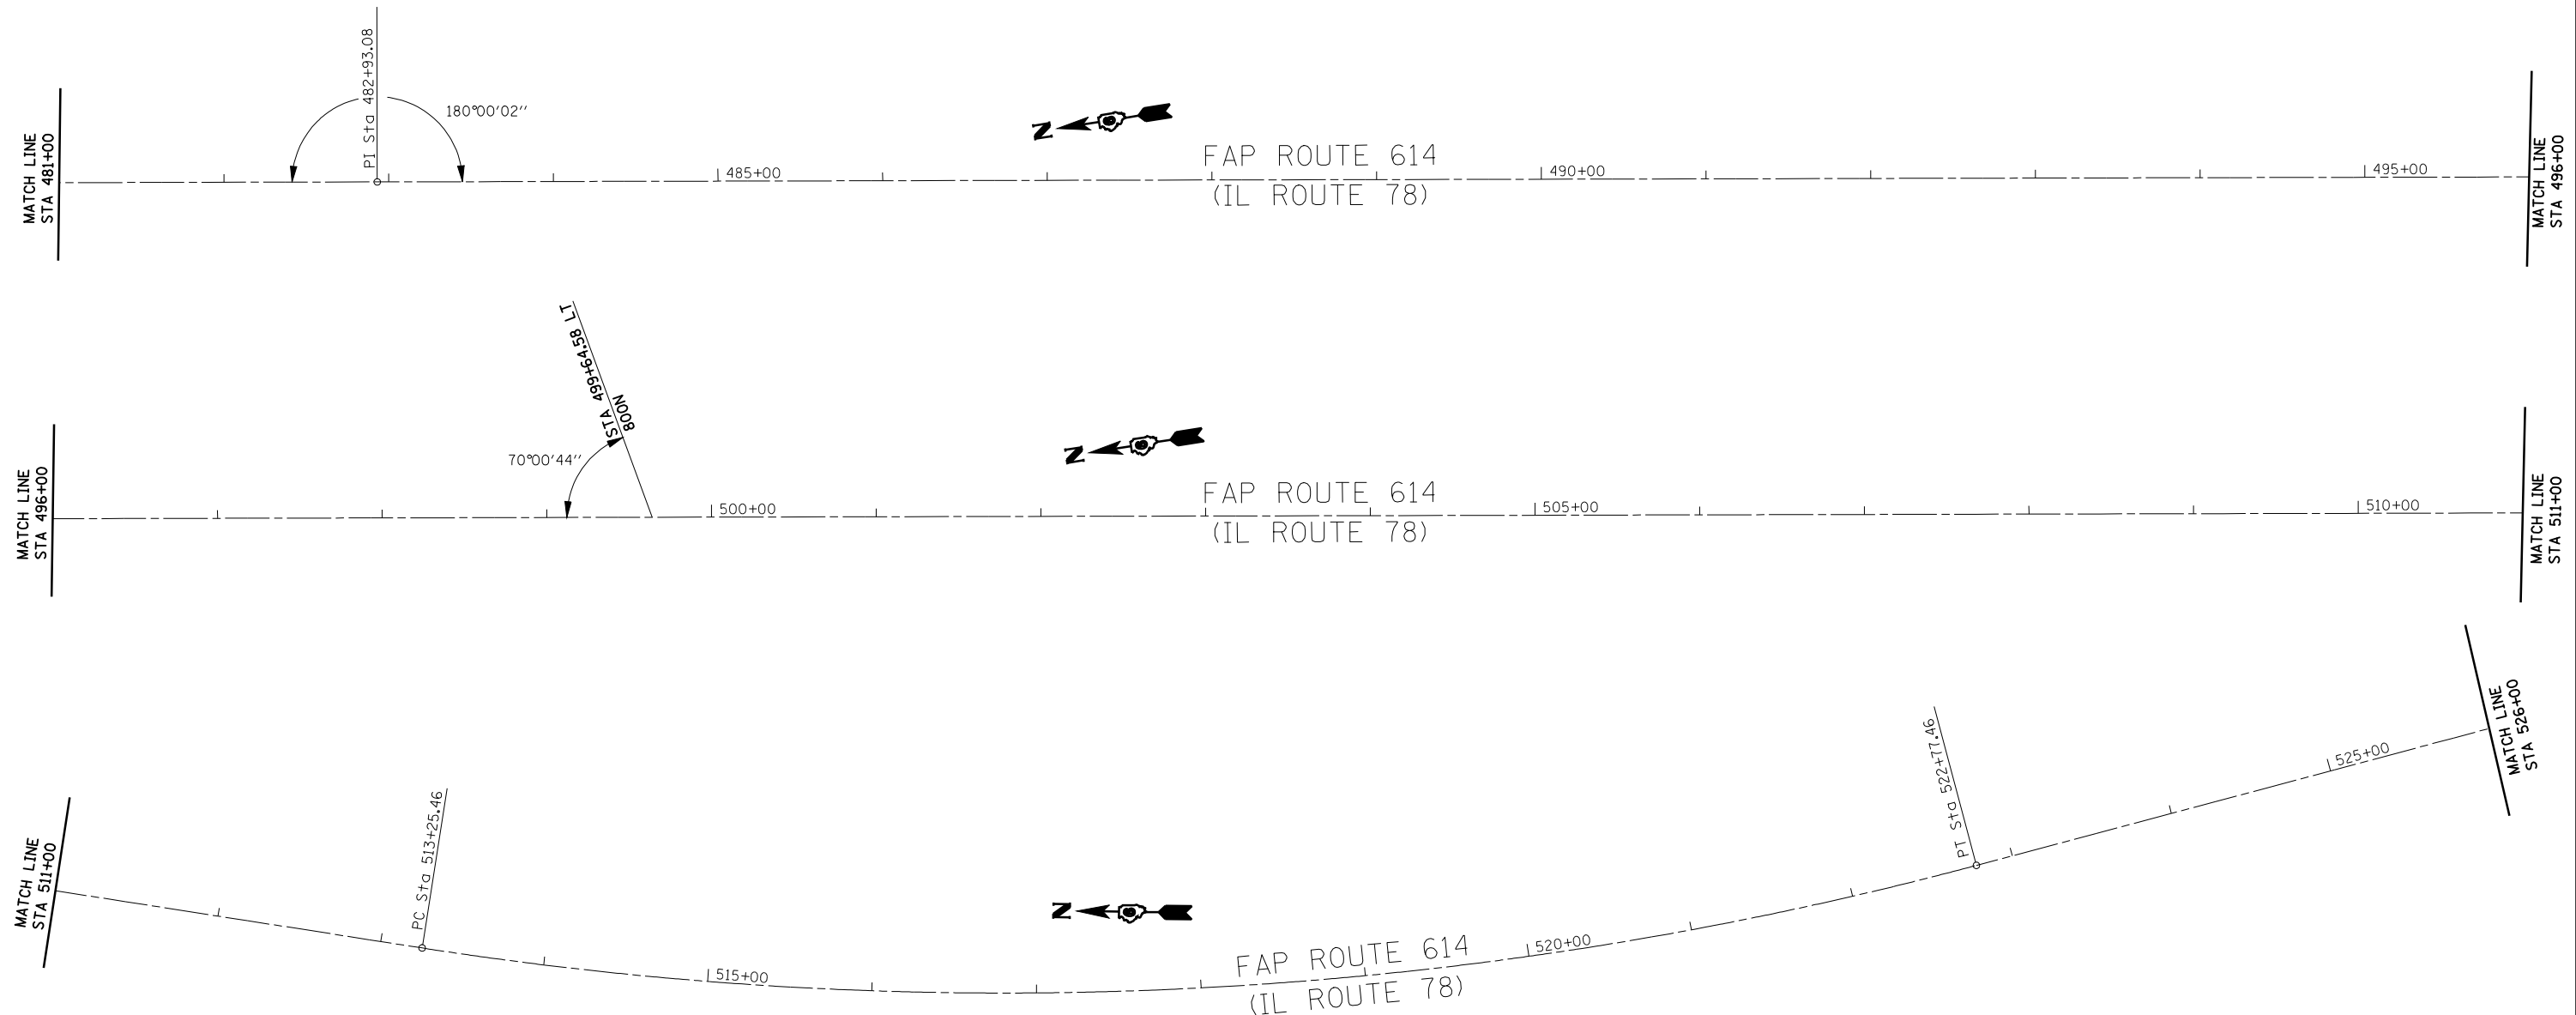 MATCH LINE
STA 481+00
PI Sta 482+93.08
180°00'02''
N
FAP ROUTE 614
(IL ROUTE 78)
485+00
490+00
495+00
MATCH LINE
STA 496+00
MATCH LINE
STA 496+00
STA 499+64.58 LT
800N
70°00'44''
N
FAP ROUTE 614
(IL ROUTE 78)
500+00
505+00
510+00
MATCH LINE
STA 511+00
MATCH LINE
STA 511+00
PC Sta 513+25.46
515+00
N
FAP ROUTE 614
(IL ROUTE 78)
520+00
PT Sta 522+77.46
525+00
MATCH LINE
STA 526+00